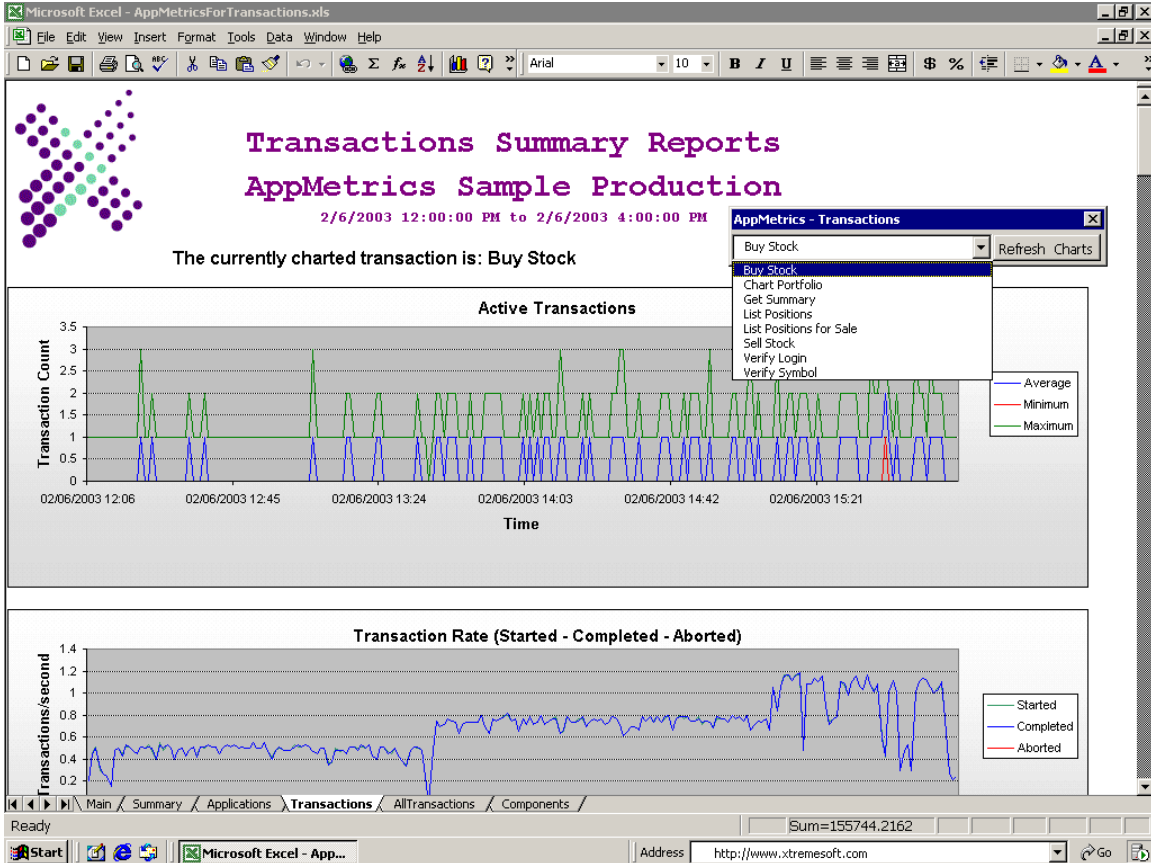 Microsoft Excel - AppMetricsForTransactions.xls
File Edit View Insert Format Tools Data Window Help
Arial 10 B I U $ %
Transactions Summary Reports
AppMetrics Sample Production
2/6/2003 12:00:00 PM to 2/6/2003 4:00:00 PM
The currently charted transaction is: Buy Stock
AppMetrics - Transactions
Buy Stock Refresh Charts
Buy Stock
Chart Portfolio
Get Summary
List Positions
List Positions for Sale
Sell Stock
Verify Login
Verify Symbol
Active Transactions
Transaction Count
3.5
3
2.5
2
1.5
1
0.5
0
02/06/2003 12:06 02/06/2003 12:45 02/06/2003 13:24 02/06/2003 14:03 02/06/2003 14:42 02/06/2003 15:21
Time
Average
Minimum
Maximum
Transaction Rate (Started - Completed - Aborted)
Transactions/second
1.4
1.2
1
0.8
0.6
0.4
0.2
Started
Completed
Aborted
Main Summary Applications Transactions AllTransactions Components
Ready Sum=155744.2162
Start Microsoft Excel - App... Address http://www.xtremesoft.com Go